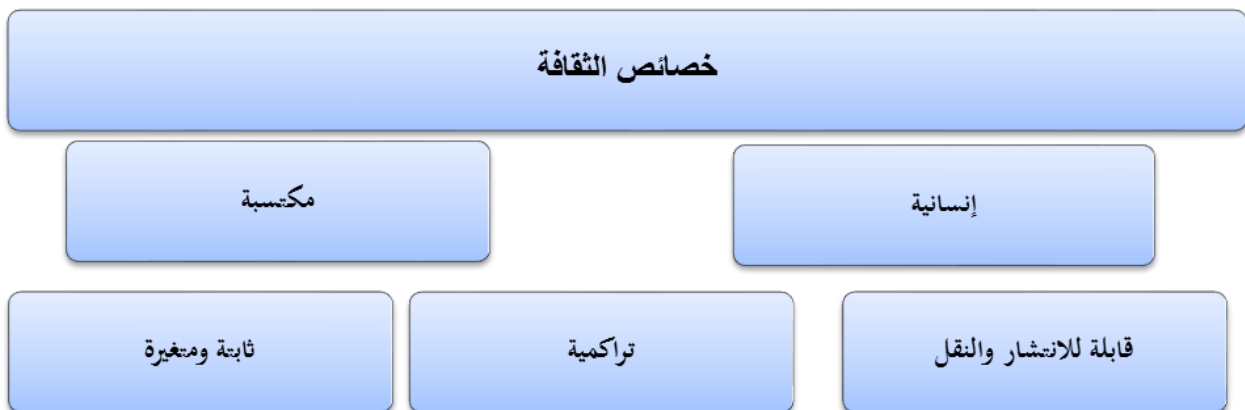 خصائص الثقافة
إنسانية
مكتسبة
قابلة للانتشار والنقل
تراكمية
ثابتة ومتغيرة